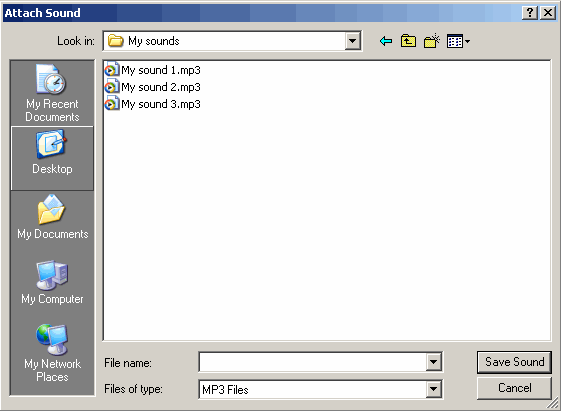 Attach Sound
Look in:
My sounds
My Recent
Documents
Desktop
My Documents
My Computer
My Network
Places
My sound 1.mp3
My sound 2.mp3
My sound 3.mp3
File name:
Save Sound
Files of type:
MP3 Files
Cancel